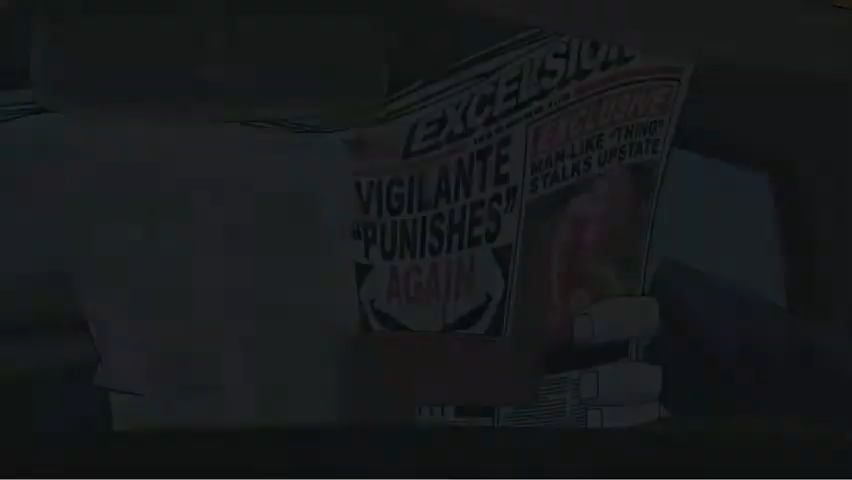 EXCELSIOR
VIGILANTE
"PUNISHES"
AGAIN
EXCLUSIVE
MAN-LIKE "THING"
STALKS UPSTATE